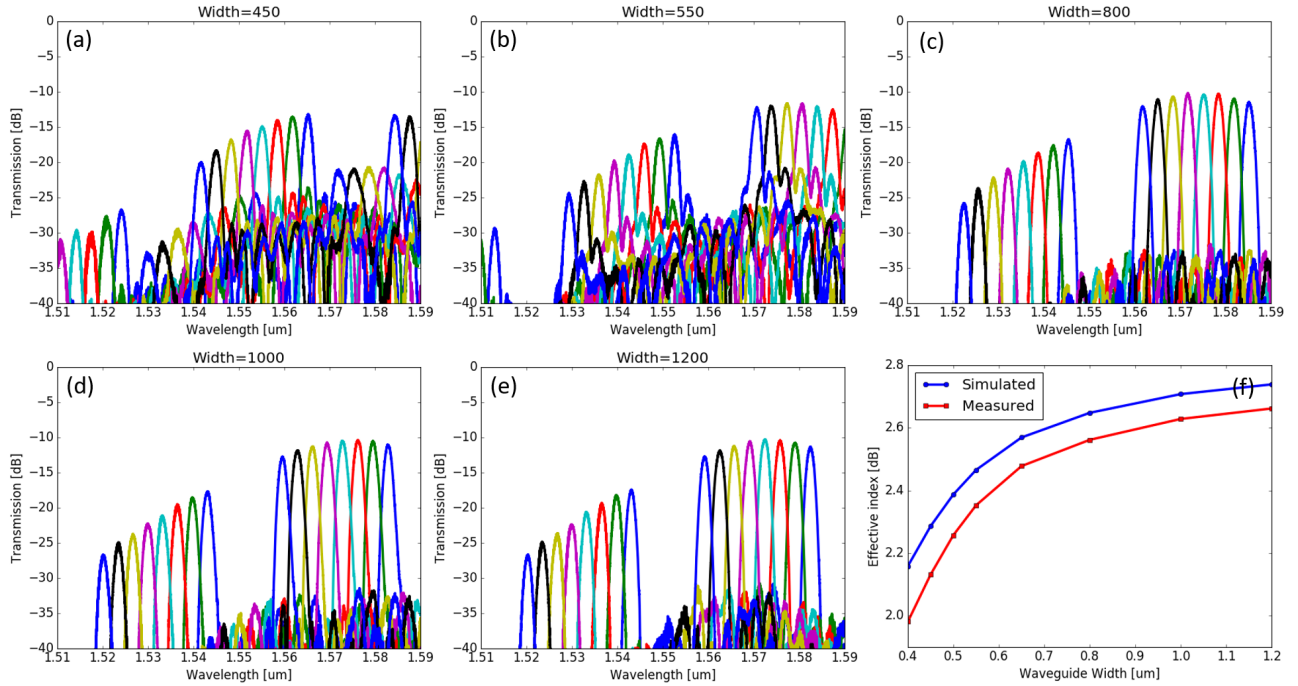 Width=450
(a)
0
−5
−10
−15
−20
−25
−30
−35
−40
Transmission [dB]
1.51 1.52 1.53 1.54 1.55 1.56 1.57 1.58 1.59
Wavelength [um]
Width=550
(b)
0
−5
−10
−15
−20
−25
−30
−35
−40
Transmission [dB]
1.51 1.52 1.53 1.54 1.55 1.56 1.57 1.58 1.59
Wavelength [um]
Width=800
(c)
0
−5
−10
−15
−20
−25
−30
−35
−40
Transmission [dB]
1.51 1.52 1.53 1.54 1.55 1.56 1.57 1.58 1.59
Wavelength [um]
Width=1000
(d)
0
−5
−10
−15
−20
−25
−30
−35
−40
Transmission [dB]
1.51 1.52 1.53 1.54 1.55 1.56 1.57 1.58 1.59
Wavelength [um]
Width=1200
(e)
0
−5
−10
−15
−20
−25
−30
−35
−40
Transmission [dB]
1.51 1.52 1.53 1.54 1.55 1.56 1.57 1.58 1.59
Wavelength [um]
(f)
Simulated
Measured
2.8
2.6
2.4
2.2
2.0
Effective index [dB]
0.4 0.5 0.6 0.7 0.8 0.9 1.0 1.1 1.2
Waveguide Width [um]